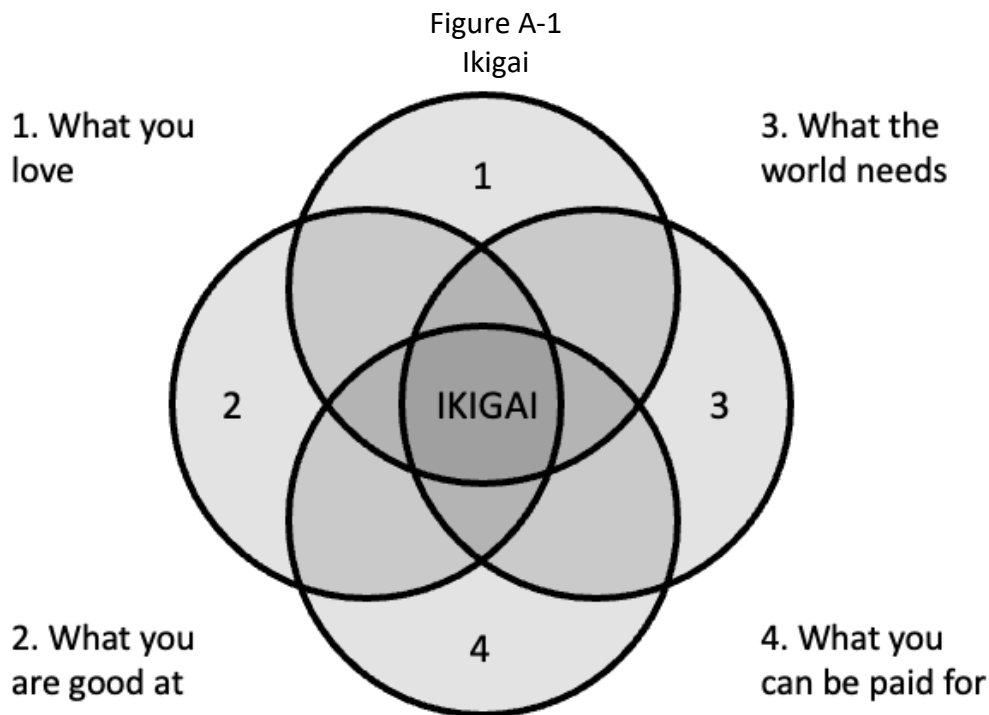 Figure A-1
Ikigai
1. What you
love
3. What the
world needs
1
2
IKIGAI
3
2. What you
are good at
4
4. What you
can be paid for